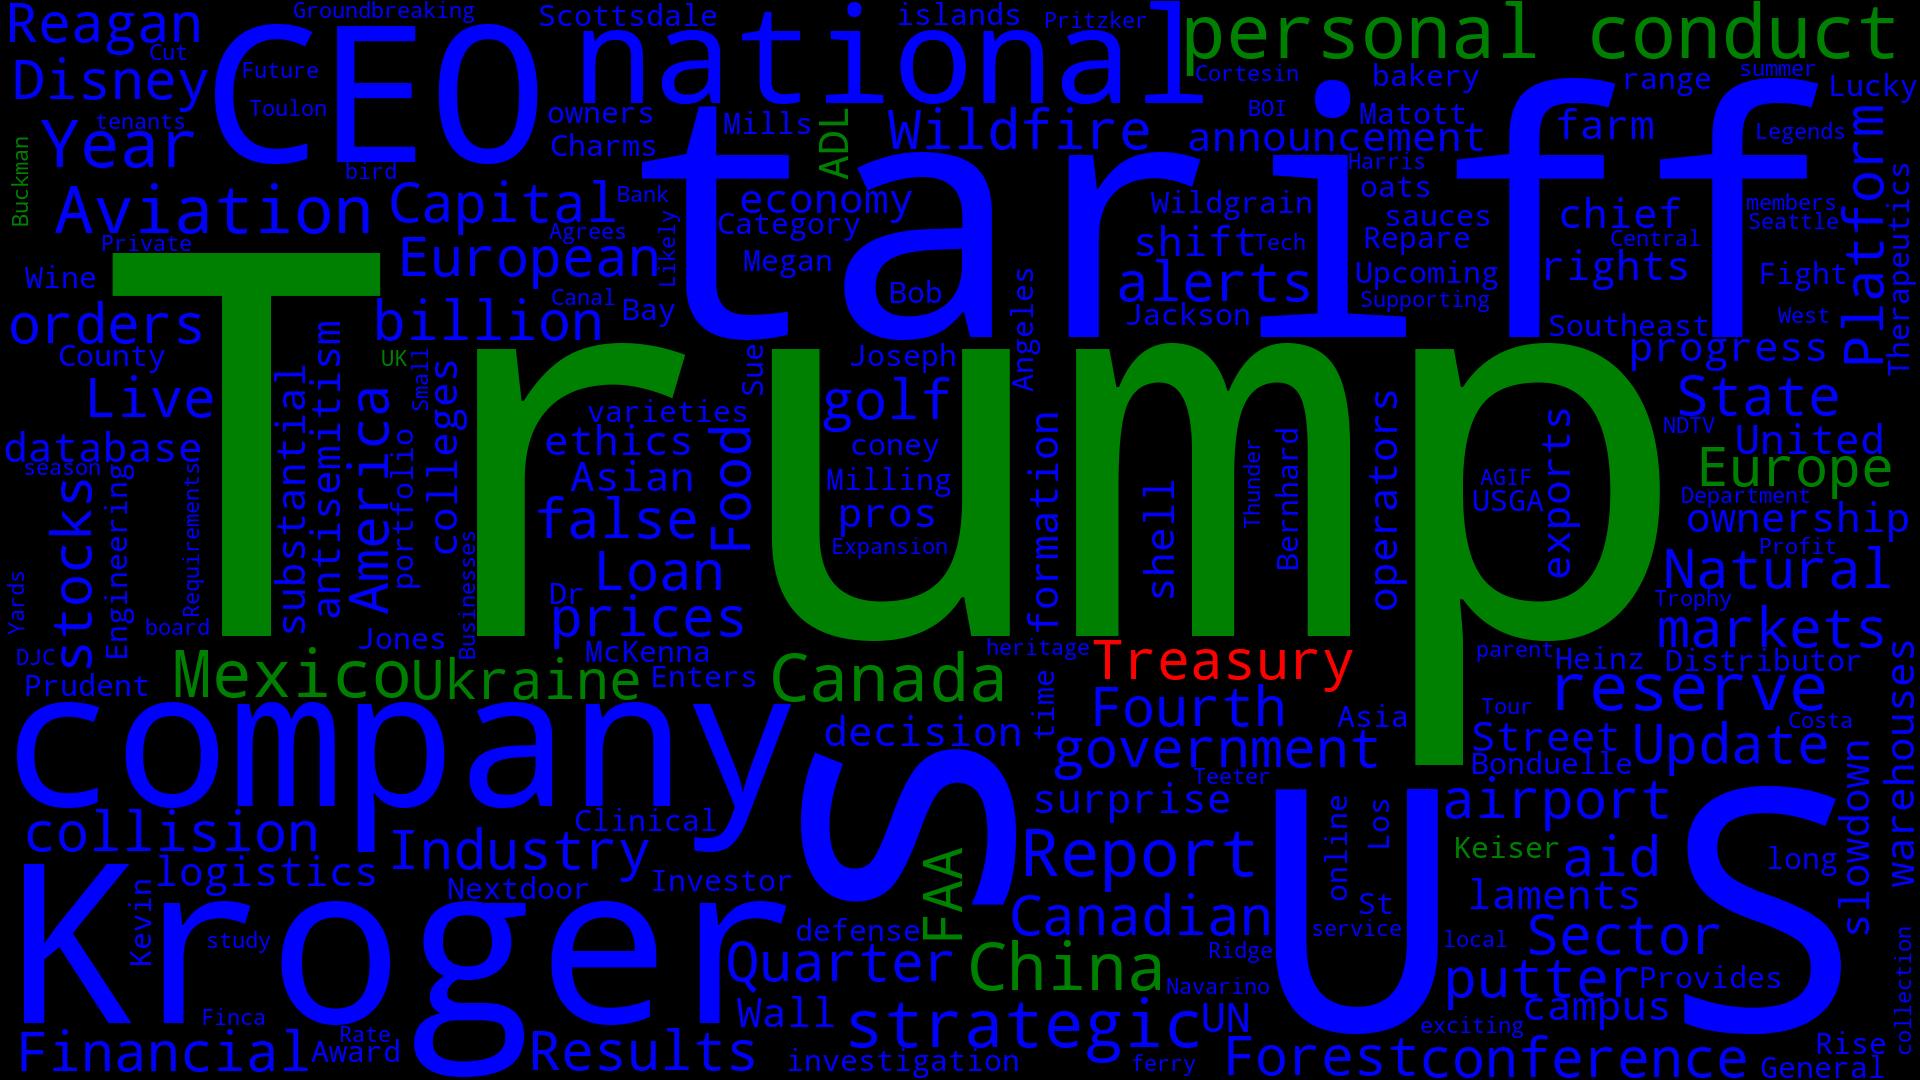 Reagan
Groundbreaking
Scottsdale
islands
Pritzker
personal conduct
Cut
CEO
national
Disney
Future
Toulon
Cortesin
bakery
range
summer
Lucky
Year
tenants
owners
Mills
ADL
Wildfire
BOI
Matott
announcement
farm
Legends
Platform
Buckman
bird
Charms
tariff
Harris
Aviation
Capital
Bank
economy
Category
Wildgrain
oats
sauces
chief
members
Seattle
Therapeutics
Private
Agrees
European
Likely
Megan
shift
Tech
Repare
Central
Wine
Trump
Canal
Bay
Bob
Angeles
alerts
Upcoming
rights
Fight
orders
billion
Jackson
Supporting
Southeast
West
County
UK
Small
Sue
Joseph
progress
Live
substantial
antisemitism
America
portfolio
colleges
varieties
golf
formation
operators
exports
State
database
season
ethics
Food
coney
Thunder
Bernhard
NDTV
United
stocks
Engineering
Requirements
Asian
Milling
shell
AGIF
USGA
Europe
Department
false
pros
ownership
Businesses
Expansion
Profit
Yards
Loan
Natural
Dr
prices
Trophy
board
Jones
markets
DJC
McKenna
heritage
Treasury
parent
Heinz
Distributor
Prudent
Mexico
Ukraine
Enters
Canada
time
reserve
warehouses
company
decision
Fourth
Asia
Tour
Costa
S
government
Street
Update
Bonduelle
slowdown
collision
Clinical
surprise
Teeter
US
airport
Industry
FAA
Report
online
Los
Keiser
aid
long
Kroger
logistics
Nextdoor
Investor
laments
Kevin
study
defense
Canadian
St
service
local
Sector
Quarter
China
Ridge
putter
Provides
collection
Finca
Wall
strategic
Navarino
UN
exciting
campus
Financial
Rate
Award
Results
investigation
ferry
Forest
conference
Rise
General